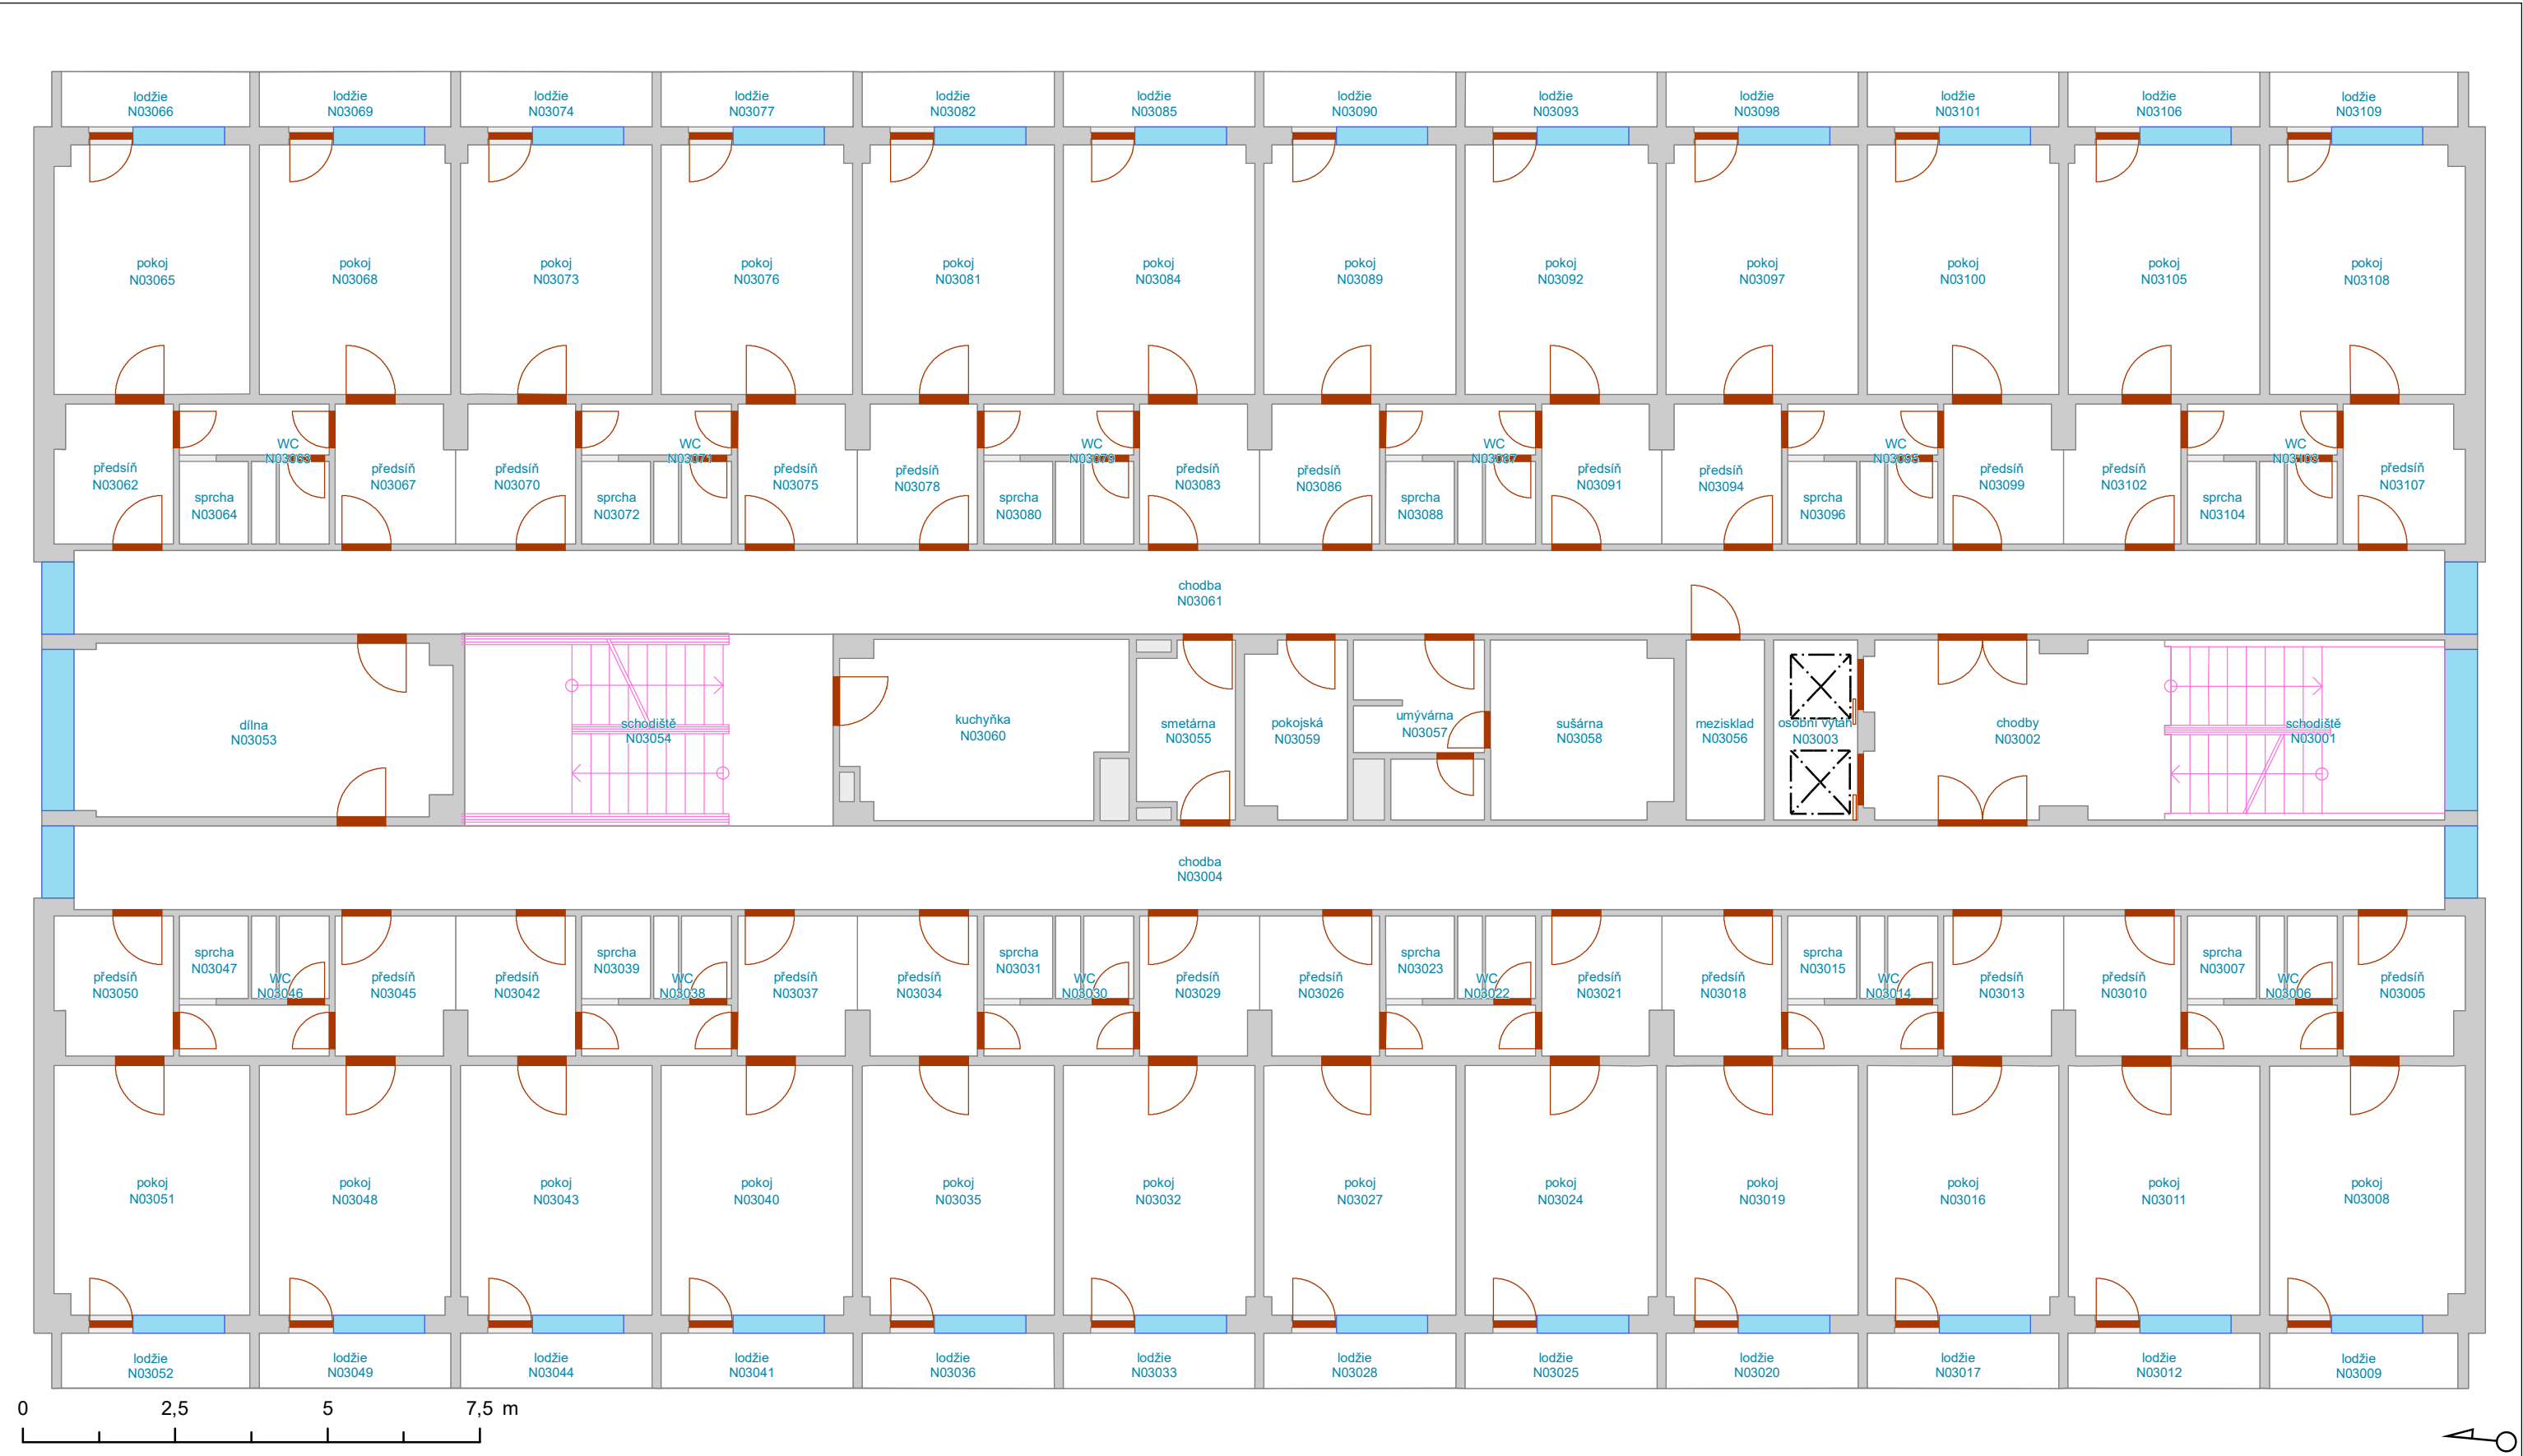 lodžie
N03066
lodžie
N03069
lodžie
N03074
lodžie
N03077
lodžie
N03082
lodžie
N03085
lodžie
N03090
lodžie
N03093
lodžie
N03098
lodžie
N03101
lodžie
N03106
lodžie
N03109
pokoj
N03065
pokoj
N03068
pokoj
N03073
pokoj
N03076
pokoj
N03081
pokoj
N03084
pokoj
N03089
pokoj
N03092
pokoj
N03097
pokoj
N03100
pokoj
N03105
pokoj
N03108
předsíň
N03062
sprcha
N03064
WC
N03063
předsíň
N03067
předsíň
N03070
sprcha
N03072
WC
N03071
předsíň
N03075
předsíň
N03078
sprcha
N03080
WC
N03079
předsíň
N03083
předsíň
N03086
sprcha
N03088
WC
N03087
předsíň
N03091
předsíň
N03094
sprcha
N03096
WC
N03095
předsíň
N03099
předsíň
N03102
sprcha
N03104
WC
N03103
předsíň
N03107
chodba
N03061
dílna
N03053
schodiště
N03054
kuchyňka
N03060
smetárna
N03055
pokojská
N03059
umývárna
N03057
sušárna
N03058
mezisklad
N03056
osobní výtah
N03003
chodby
N03002
schodiště
N03001
chodba
N03004
předsíň
N03050
sprcha
N03047
WC
N03046
předsíň
N03045
předsíň
N03042
sprcha
N03039
WC
N03038
předsíň
N03037
předsíň
N03034
sprcha
N03031
WC
N03030
předsíň
N03029
předsíň
N03026
sprcha
N03023
WC
N03022
předsíň
N03021
předsíň
N03018
sprcha
N03015
WC
N03014
předsíň
N03013
předsíň
N03010
sprcha
N03007
WC
N03006
předsíň
N03005
pokoj
N03051
pokoj
N03048
pokoj
N03043
pokoj
N03040
pokoj
N03035
pokoj
N03032
pokoj
N03027
pokoj
N03024
pokoj
N03019
pokoj
N03016
pokoj
N03011
pokoj
N03008
lodžie
N03052
lodžie
N03049
lodžie
N03044
lodžie
N03041
lodžie
N03036
lodžie
N03033
lodžie
N03028
lodžie
N03025
lodžie
N03020
lodžie
N03017
lodžie
N03012
lodžie
N03009
0 2,5 5 7,5 m